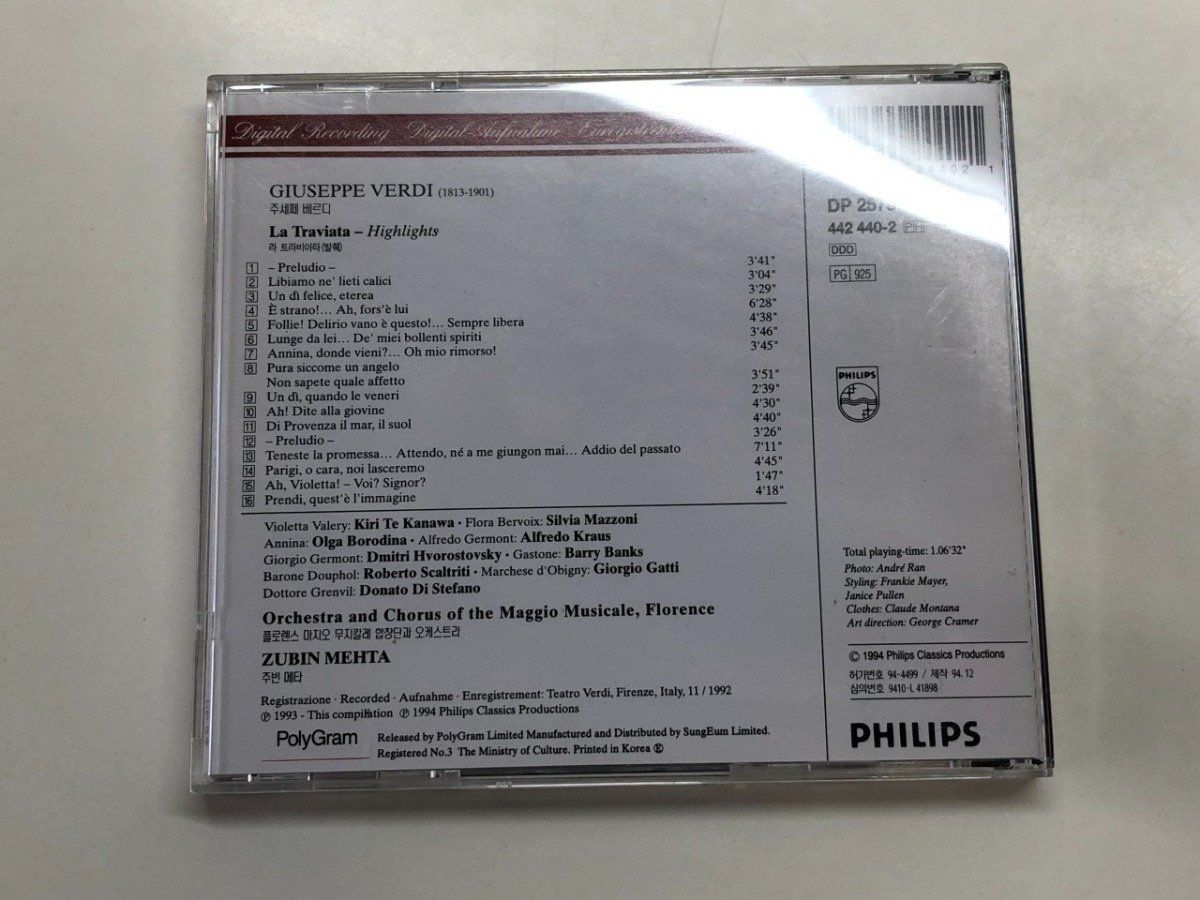 Digital Recording · Digital-Aufnahme
GIUSEPPE VERDI (1813-1901)
주세페 베르디
La Traviata – Highlights
라 트라비아타(발췌)
1 – Preludio – 3'41"
2 Libiamo ne' lieti calici 3'04"
3 Un dì felice, eterea 3'29"
4 È strano!... Ah, fors'è lui 6'28"
5 Follie! Delirio vano è questo!... Sempre libera 4'38"
6 Lunge da lei... De' miei bollenti spiriti 3'46"
7 Annina, donde vieni?... Oh mio rimorso! 3'45"
8 Pura siccome un angelo
Non sapete quale affetto 3'51"
9 Un dì, quando le veneri 2'39"
10 Ah! Dite alla giovine 4'30"
11 Di Provenza il mar, il suol 4'40"
12 – Preludio – 3'26"
13 Teneste la promessa... Attendo, né a me giungon mai... Addio del passato 7'11"
14 Parigi, o cara, noi lasceremo 4'45"
15 Ah, Violetta! – Voi? Signor? 1'47"
16 Prendi, quest'è l'immagine 4'18"
Violetta Valery: Kiri Te Kanawa · Flora Bervoix: Silvia Mazzoni
Annina: Olga Borodina · Alfredo Germont: Alfredo Kraus
Giorgio Germont: Dmitri Hvorostovsky · Gastone: Barry Banks
Barone Douphol: Roberto Scaltriti · Marchese d'Obigny: Giorgio Gatti
Dottore Grenvil: Donato Di Stefano
Orchestra and Chorus of the Maggio Musicale, Florence
플로렌스 마지오 무지칼레 합창단과 오케스트라
ZUBIN MEHTA
주빈 메타
Registrazione · Recorded · Aufnahme · Enregistrement: Teatro Verdi, Firenze, Italy, 11 / 1992
℗ 1993 - This compilation ℗ 1994 Philips Classics Productions
PolyGram
Released by PolyGram Limited Manufactured and Distributed by SungEum Limited.
Registered No.3 The Ministry of Culture. Printed in Korea Ⓔ
DP
442 440-2
DDD
PG 925
PHILIPS
Total playing-time: 1.06'32"
Photo: André Ran
Styling: Frankie Mayer,
Janice Pullen
Clothes: Claude Montana
Art direction: George Cramer
© 1994 Philips Classics Productions
허가번호 94-4499 / 제작 94.12
심의번호 9410-L 41898
PHILIPS